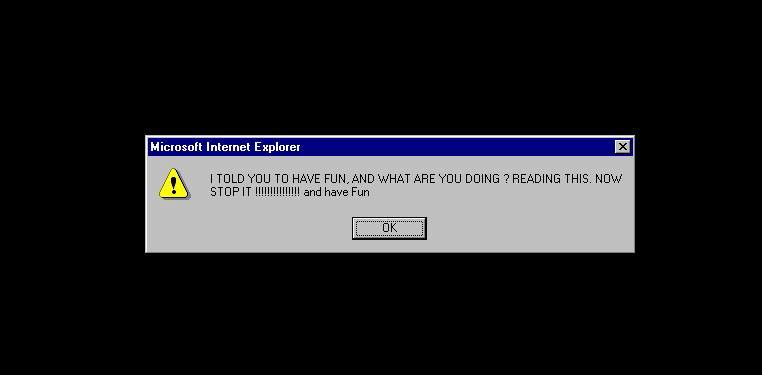 Microsoft Internet Explorer
I TOLD YOU TO HAVE FUN, AND WHAT ARE YOU DOING ? READING THIS. NOW
STOP IT !!!!!!!!!!!!!!! and have Fun
OK